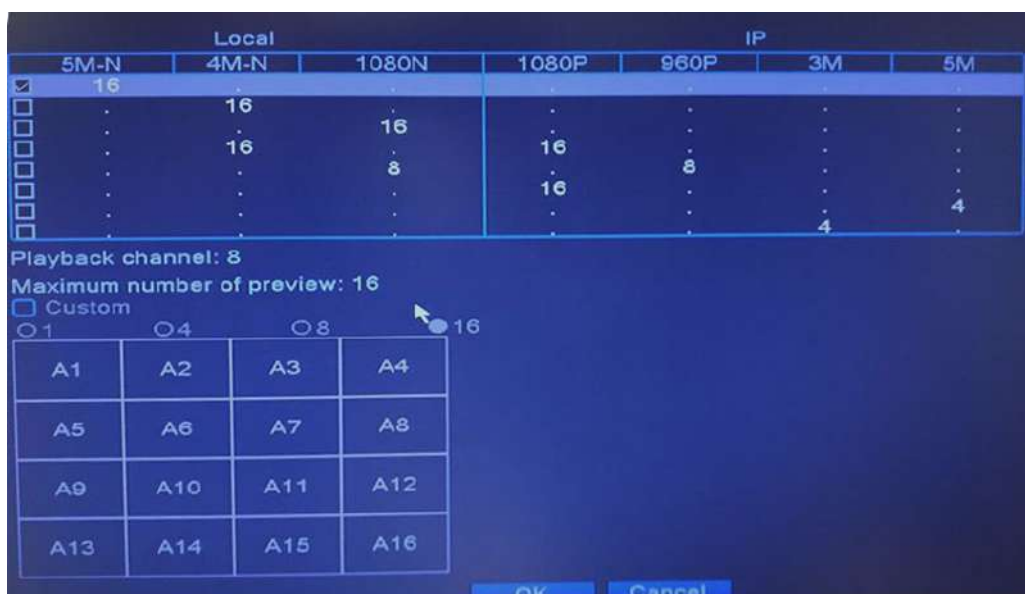 Local IP
5M-N 4M-N 1080N 1080P 960P 3M 5M
16 . . . . . .
. 16 . . . . .
. . 16 . . . .
. 16 . 16 . . .
. . 8 . 8 . .
. . . 16 . . .
. . . . . . 4
. . . . . 4 .
Playback channel: 8
Maximum number of preview: 16
Custom
1 4 8 16
A1 A2 A3 A4
A5 A6 A7 A8
A9 A10 A11 A12
A13 A14 A15 A16
OK Cancel